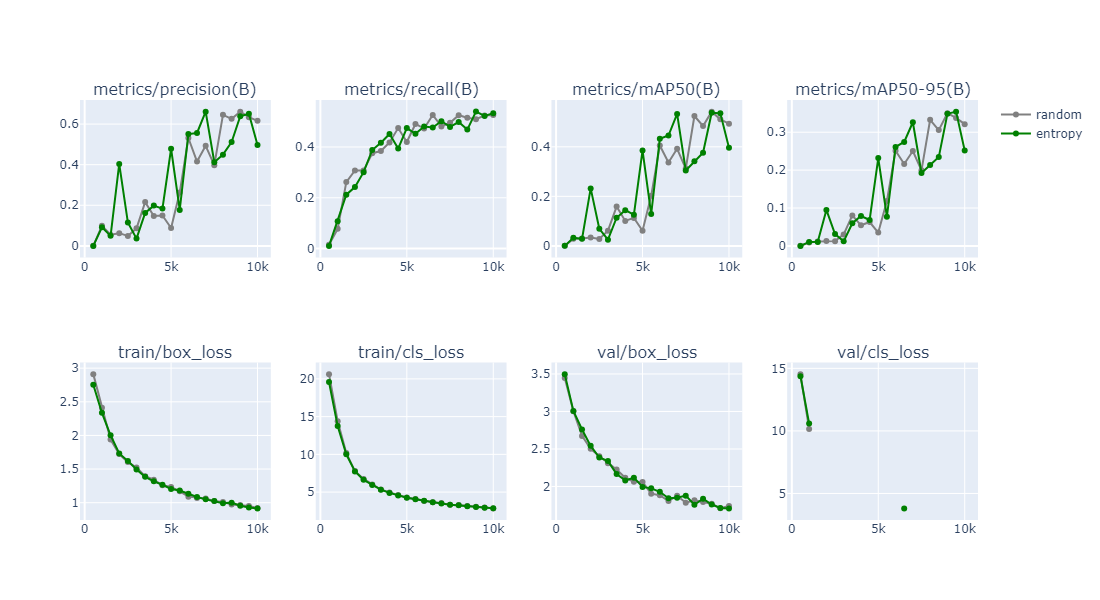 metrics/precision(B)
metrics/recall(B)
metrics/mAP50(B)
metrics/mAP50-95(B)
random
entropy
0.6
0.4
0.2
0
0
5k
10k
0.4
0.2
0
0
5k
10k
0.4
0.2
0
0
5k
10k
0.3
0.2
0.1
0
0
5k
10k
train/box_loss
train/cls_loss
val/box_loss
val/cls_loss
3
2.5
2
1.5
1
0
5k
10k
20
15
10
5
0
5k
10k
3.5
3
2.5
2
0
5k
10k
15
10
5
0
5k
10k